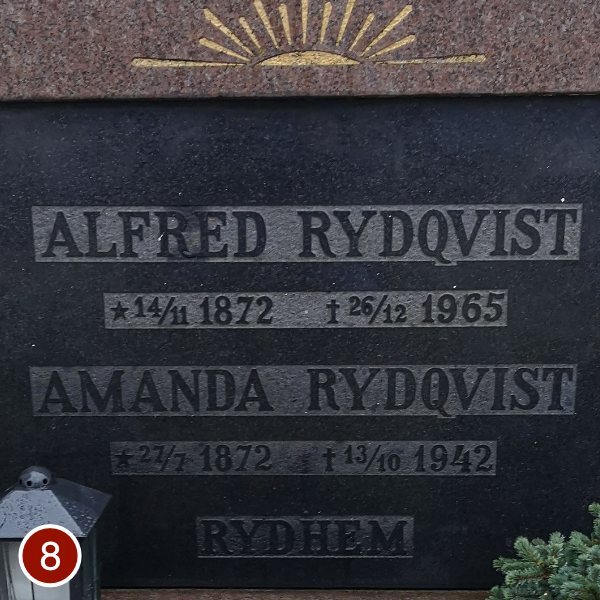 ALFRED RYDQVIST
★ 14/11 1872 † 26/12 1965
AMANDA RYDQVIST
★ 27/7 1872 † 13/10 1942
RYDHEM
8